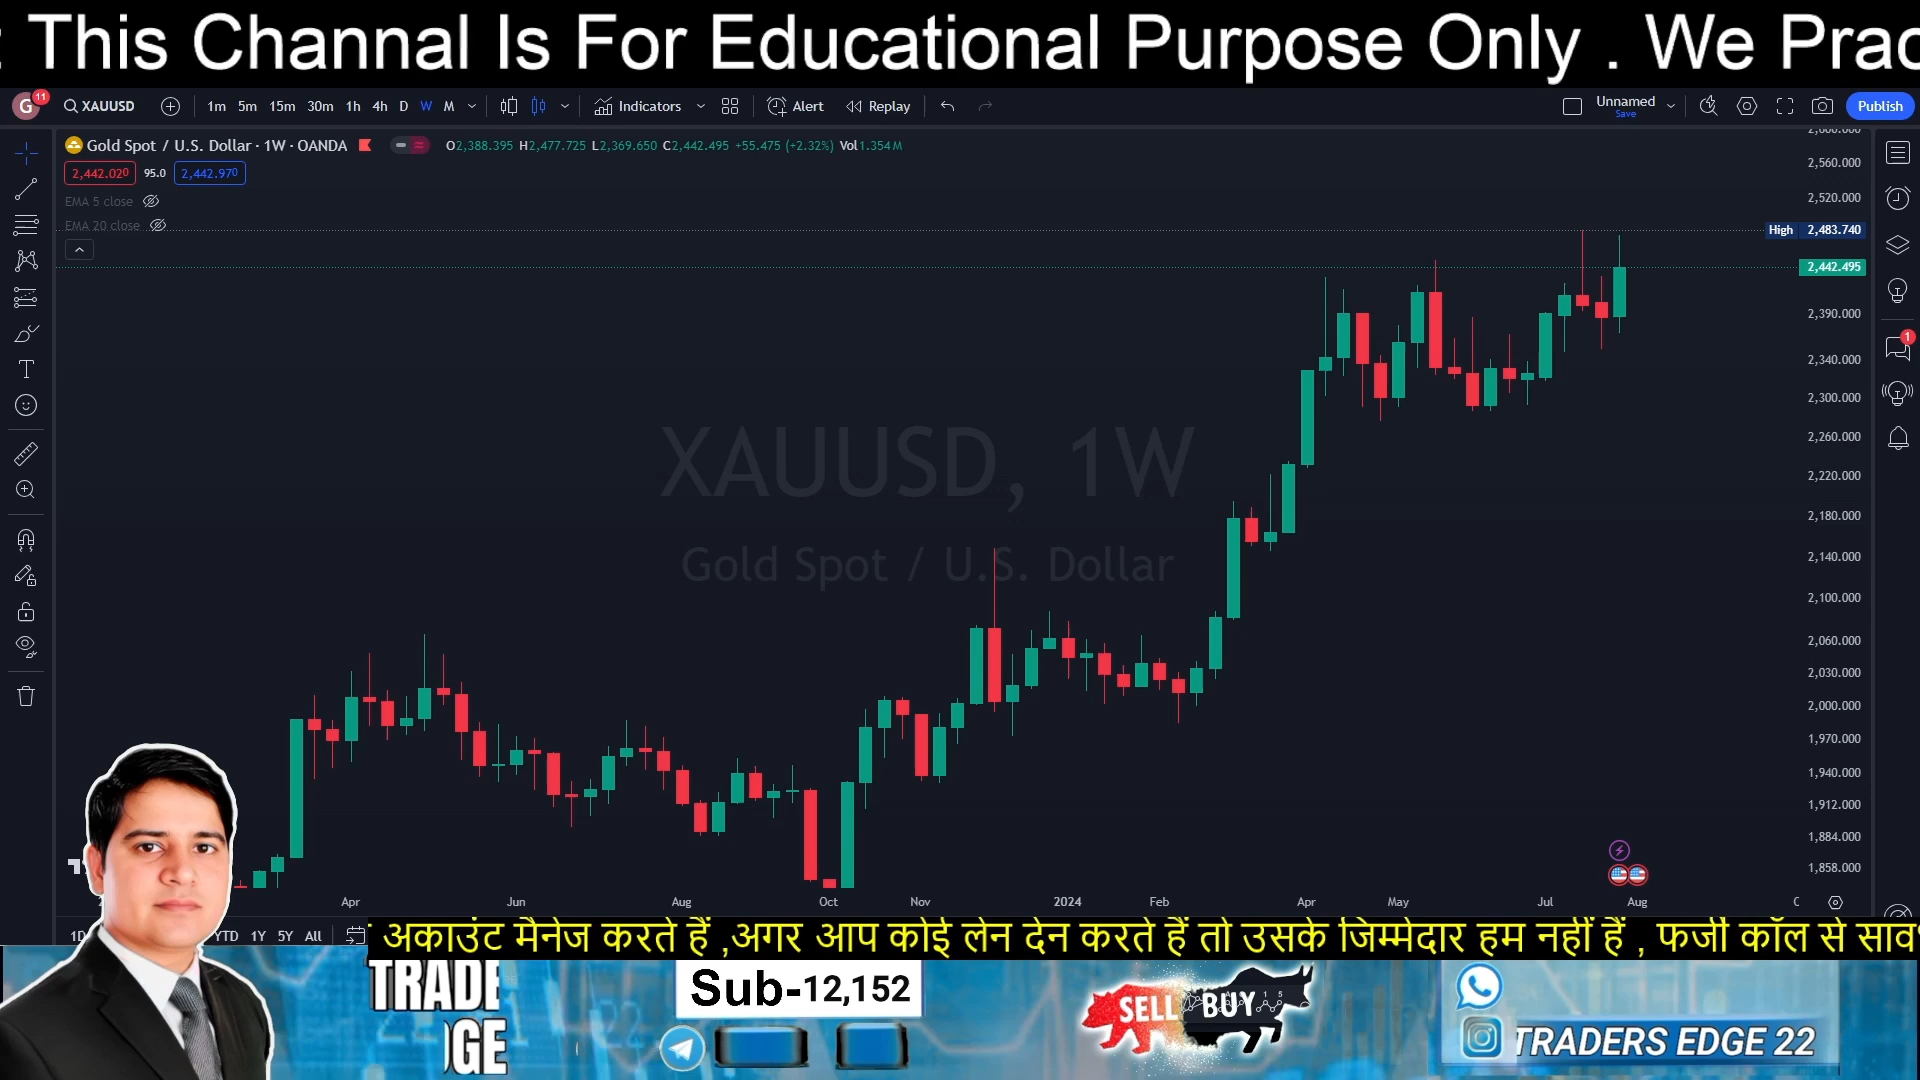 : This Channal Is For Educational Purpose Only . We Prac
G 11 XAUUSD 1m 5m 15m 30m 1h 4h D W M Indicators Alert Replay Unnamed Save Publish
Gold Spot / U.S. Dollar · 1W · OANDA O2,388.395 H2,477.725 L2,369.650 C2,442.495 +55.475 (+2.32%) Vol1.354M
2,442.020 95.0 2,442.970
EMA 5 close
EMA 20 close
XAUUSD, 1W
Gold Spot / U.S. Dollar
2,600.000
2,560.000
2,520.000
High 2,483.740
2,442.495
2,390.000
2,340.000
2,300.000
2,260.000
2,220.000
2,180.000
2,140.000
2,100.000
2,060.000
2,030.000
2,000.000
1,970.000
1,940.000
1,912.000
1,884.000
1,858.000
1
Apr Jun Aug Oct Nov 2024 Feb Apr May Jul Aug
1D YTD 1Y 5Y All
अकाउंट मैनेज करते हैं ,अगर आप कोई लेन देन करते हैं तो उसके जिम्मेदार हम नहीं हैं , फर्जी कॉल से साव
TRADE
Sub-12,152
SELL BUY
TRADERS EDGE 22